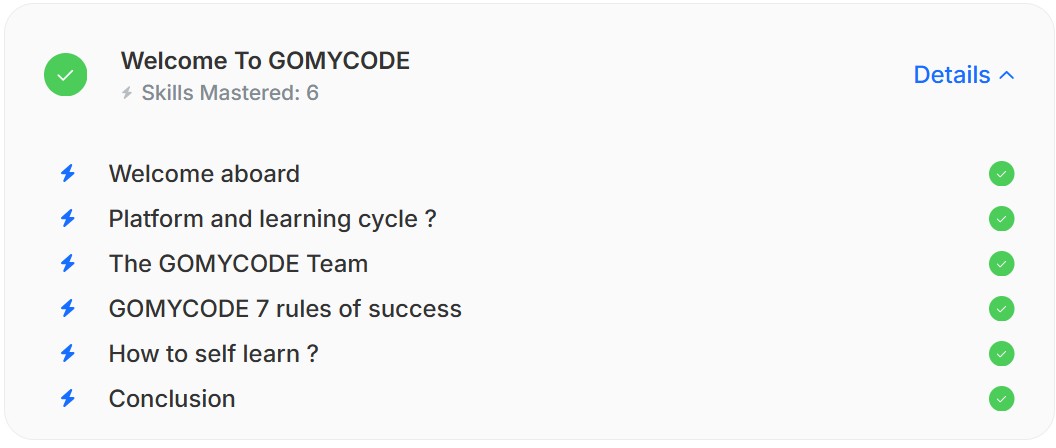 Welcome To GOMYCODE
Skills Mastered: 6
Details
Welcome aboard
Platform and learning cycle ?
The GOMYCODE Team
GOMYCODE 7 rules of success
How to self learn ?
Conclusion